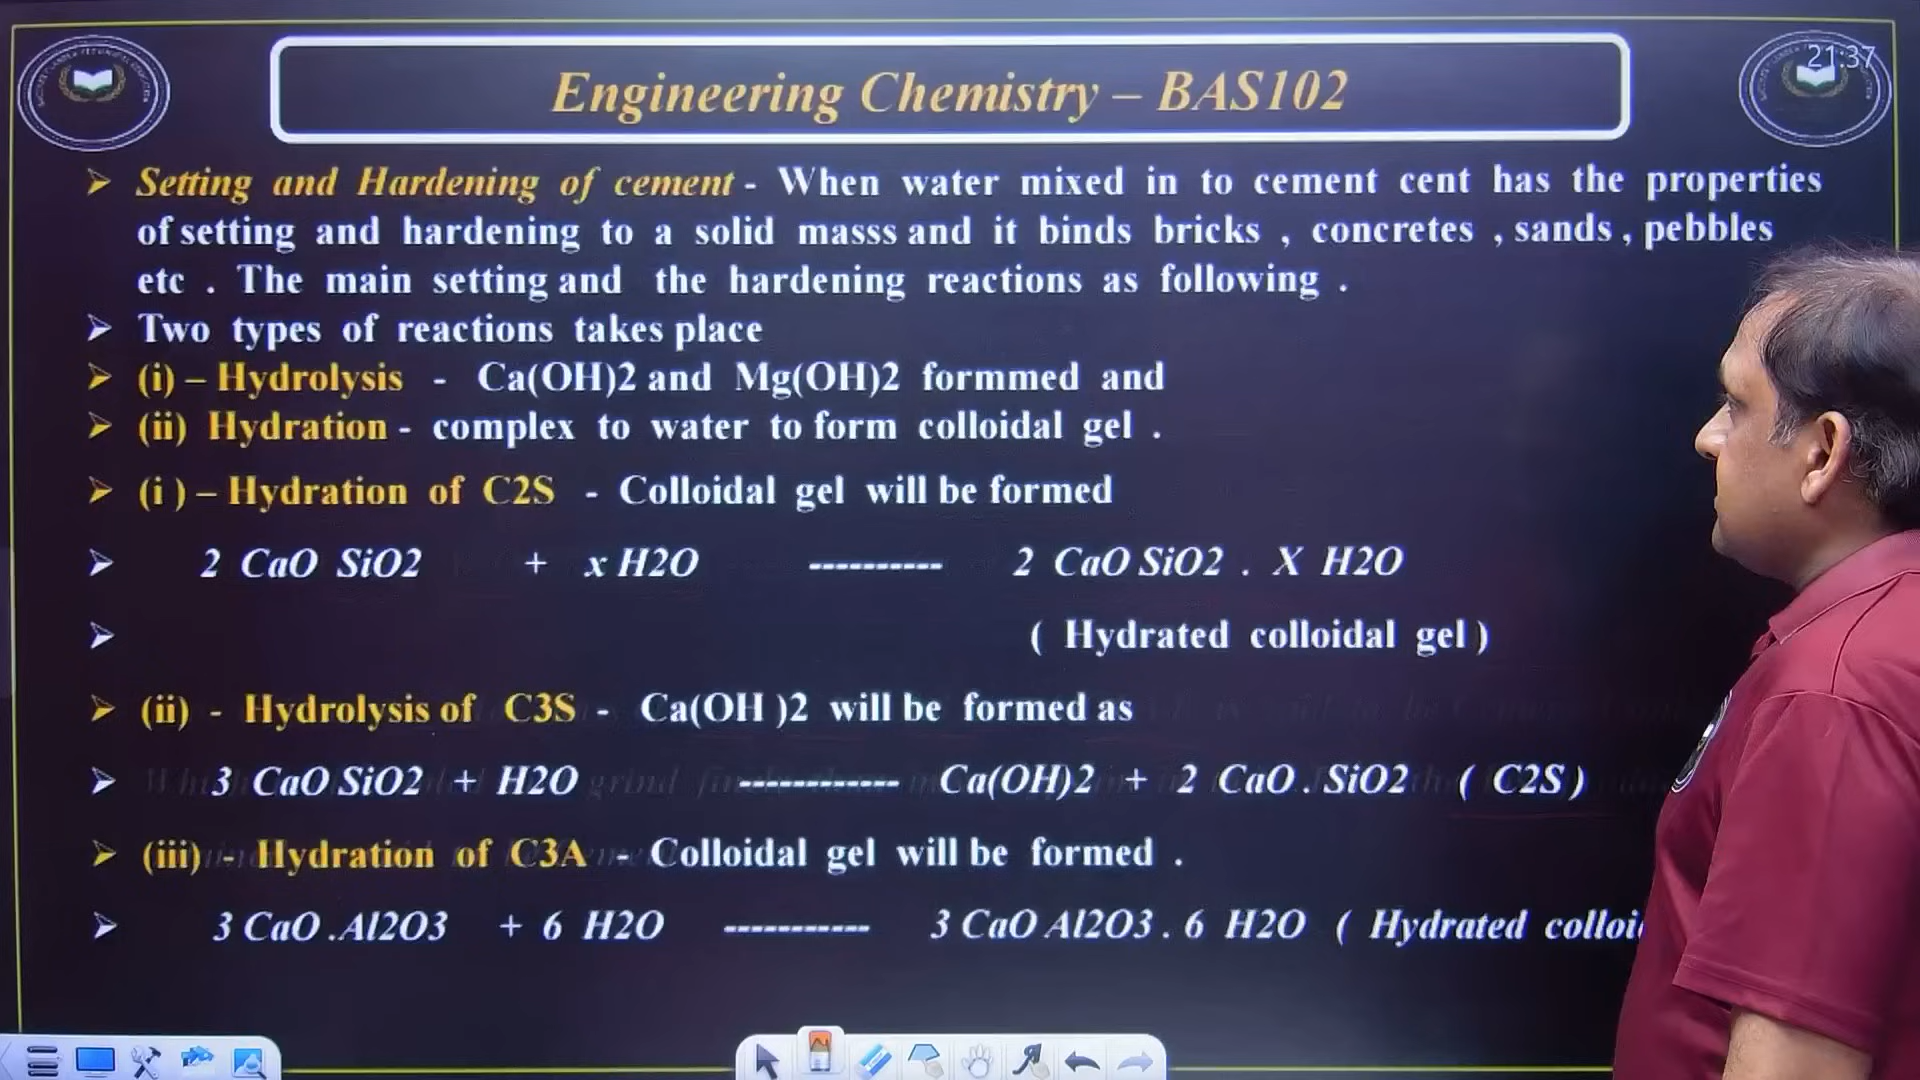 21:37
Engineering Chemistry – BAS102
Setting and Hardening of cement - When water mixed in to cement cent has the properties
of setting and hardening to a solid masss and it binds bricks , concretes , sands , pebbles
etc . The main setting and the hardening reactions as following .
Two types of reactions takes place
(i) – Hydrolysis - Ca(OH)2 and Mg(OH)2 formmed and
(ii) Hydration - complex to water to form colloidal gel .
(i ) – Hydration of C2S - Colloidal gel will be formed
2 CaO SiO2 + x H2O ---------- 2 CaO SiO2 . X H2O
( Hydrated colloidal gel )
(ii) - Hydrolysis of C3S - Ca(OH )2 will be formed as
3 CaO SiO2 + H2O ------------ Ca(OH)2 + 2 CaO . SiO2 ( C2S )
(iii) - Hydration of C3A - Colloidal gel will be formed .
3 CaO .Al2O3 + 6 H2O ----------- 3 CaO Al2O3 . 6 H2O ( Hydrated